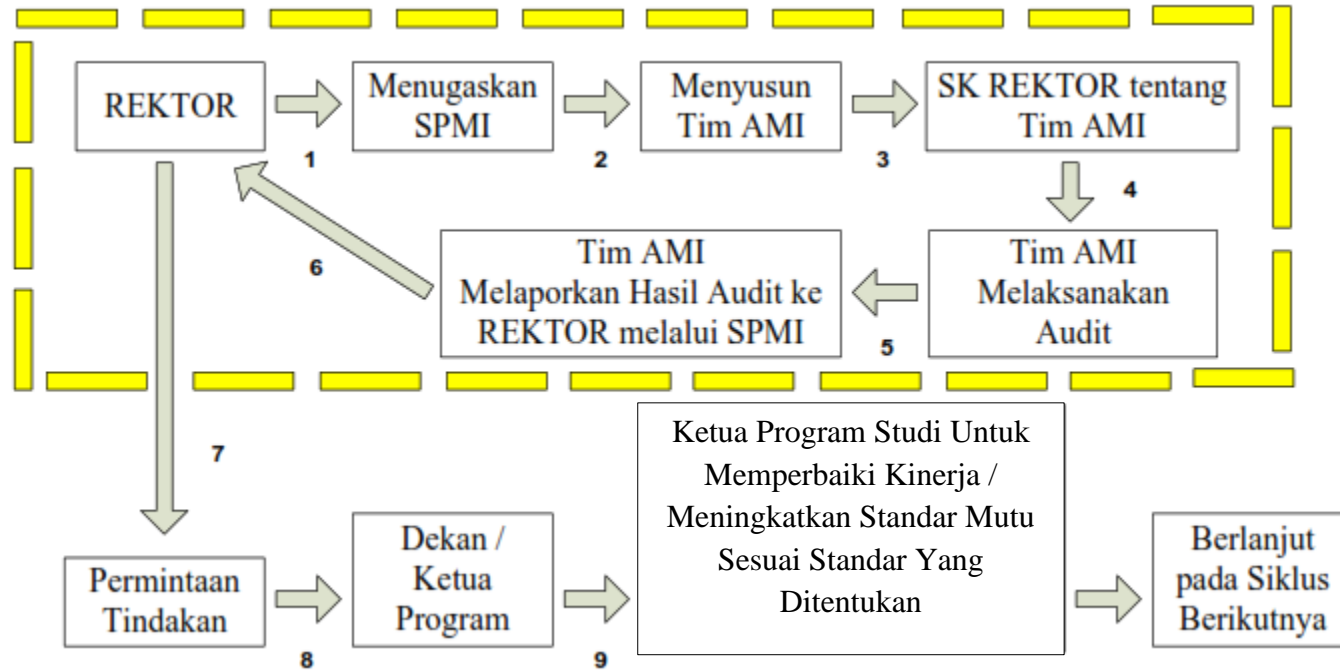 REKTOR
1
Menugaskan
SPMI
2
Menyusun
Tim AMI
3
SK REKTOR tentang
Tim AMI
4
Tim AMI
Melaksanakan
Audit
5
Tim AMI
Melaporkan Hasil Audit ke
REKTOR melalui SPMI
6
7
Permintaan
Tindakan
8
Dekan /
Ketua
Program
9
Ketua Program Studi Untuk
Memperbaiki Kinerja /
Meningkatkan Standar Mutu
Sesuai Standar Yang
Ditentukan
Berlanjut
pada Siklus
Berikutnya